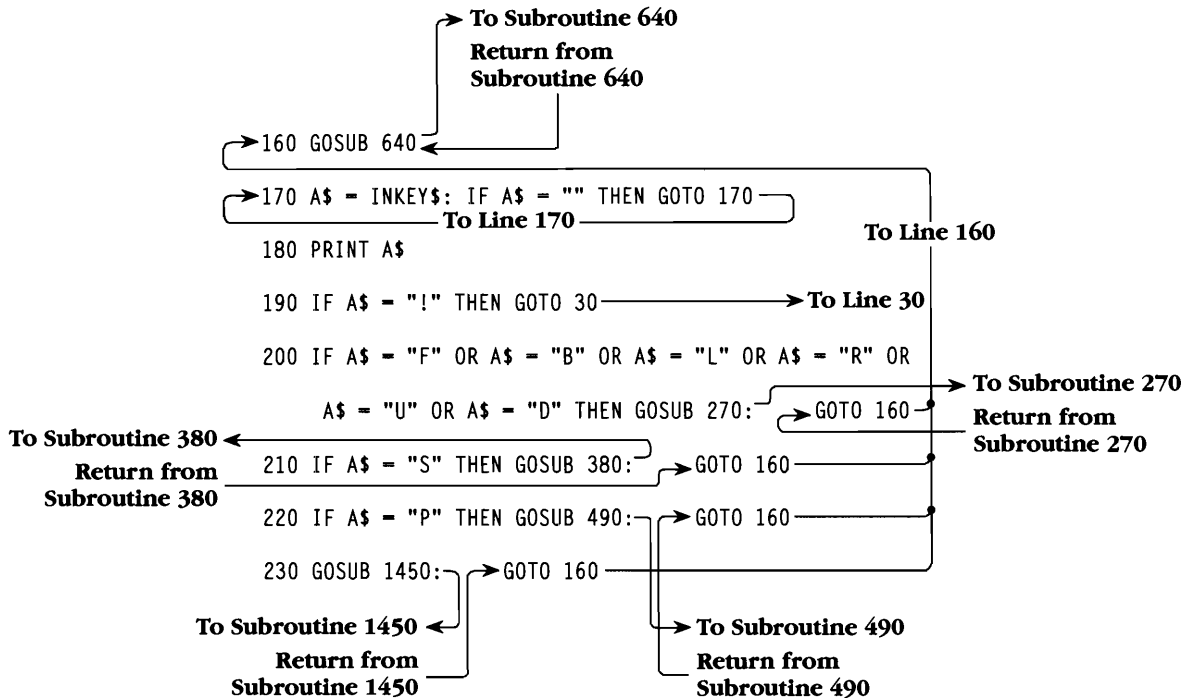 To Subroutine 640
Return from
Subroutine 640
160 GOSUB 640
170 A$ = INKEY$: IF A$ = "" THEN GOTO 170
To Line 170
To Line 160
180 PRINT A$
190 IF A$ = "!" THEN GOTO 30
To Line 30
200 IF A$ = "F" OR A$ = "B" OR A$ = "L" OR A$ = "R" OR
A$ = "U" OR A$ = "D" THEN GOSUB 270: GOTO 160
To Subroutine 270
Return from
Subroutine 270
To Subroutine 380
Return from
Subroutine 380
210 IF A$ = "S" THEN GOSUB 380: GOTO 160
220 IF A$ = "P" THEN GOSUB 490: GOTO 160
230 GOSUB 1450: GOTO 160
To Subroutine 1450
Return from
Subroutine 1450
To Subroutine 490
Return from
Subroutine 490